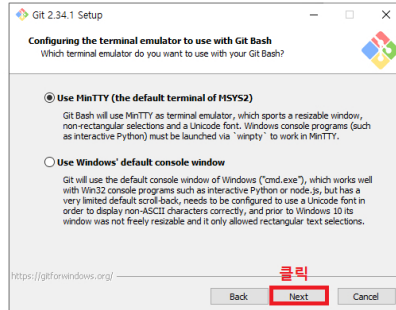 Git 2.34.1 Setup
Configuring the terminal emulator to use with Git Bash
Which terminal emulator do you want to use with your Git Bash?
Use MinTTY (the default terminal of MSYS2)
Git Bash will use MinTTY as terminal emulator, which sports a resizable window,
non-rectangular selections and a Unicode font. Windows console programs (such
as interactive Python) must be launched via `winpty` to work in MinTTY.
Use Windows' default console window
Git will use the default console window of Windows ("cmd.exe"), which works well
with Win32 console programs such as interactive Python or node.js, but has a
very limited default scroll-back, needs to be configured to use a Unicode font in
order to display non-ASCII characters correctly, and prior to Windows 10 its
window was not freely resizable and it only allowed rectangular text selections.
클릭
https://gitforwindows.org/
Back Next Cancel